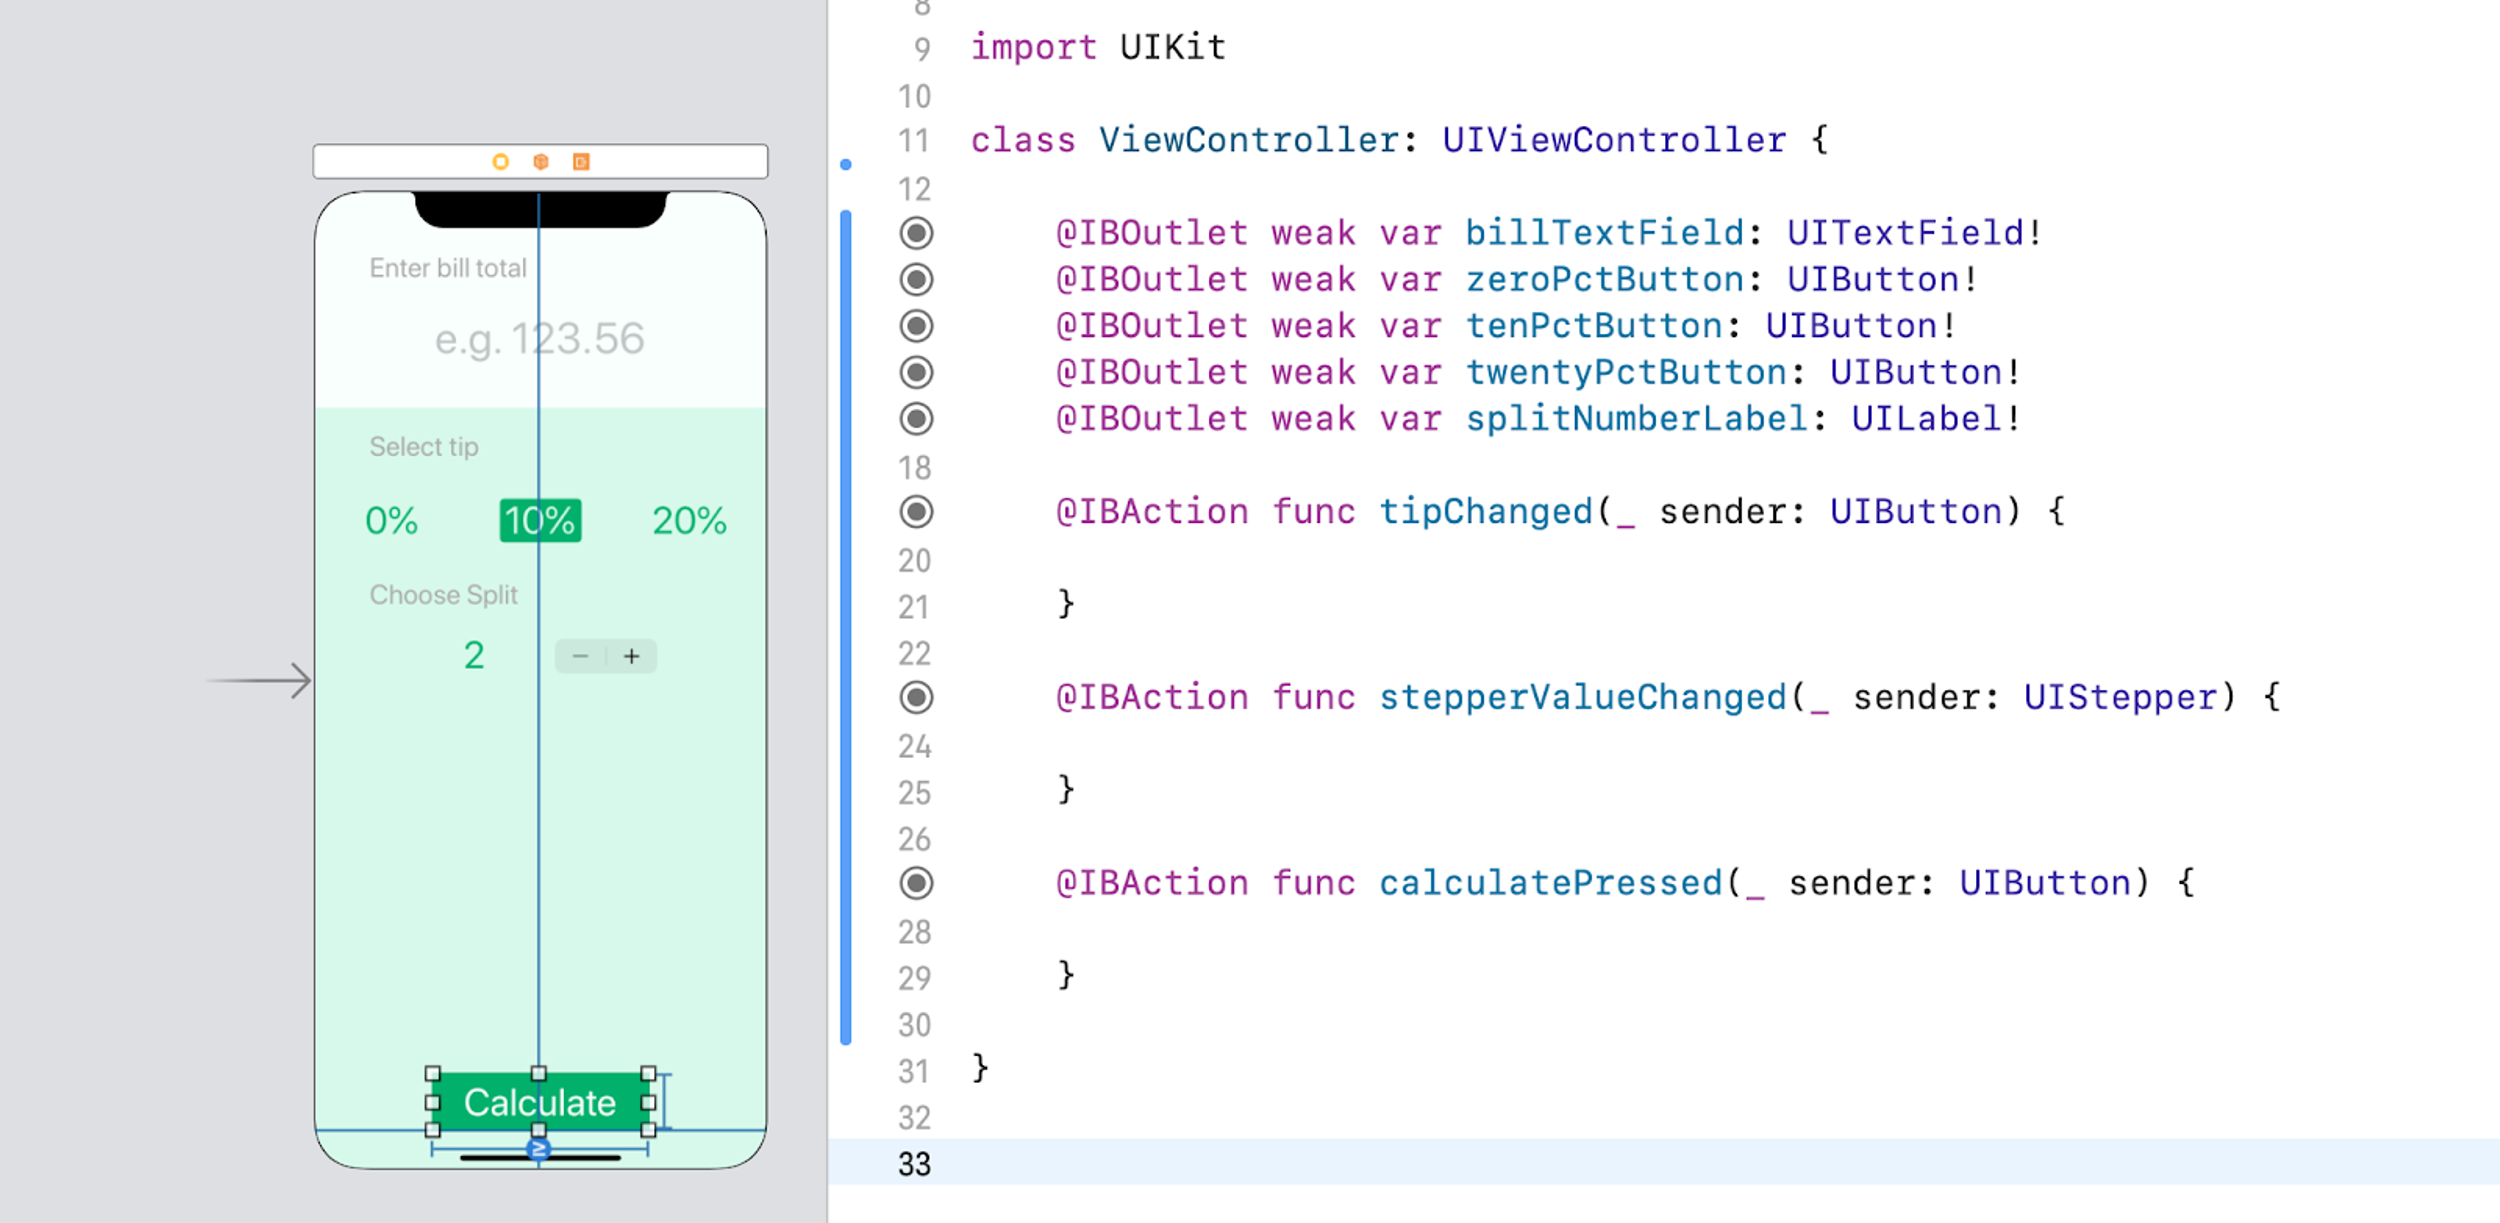 Enter bill total
e.g. 123.56
Select tip
0% 10% 20%
Choose Split
2 − +
Calculate
8
9 import UIKit
10
11 class ViewController: UIViewController {
12
@IBOutlet weak var billTextField: UITextField!
@IBOutlet weak var zeroPctButton: UIButton!
@IBOutlet weak var tenPctButton: UIButton!
@IBOutlet weak var twentyPctButton: UIButton!
@IBOutlet weak var splitNumberLabel: UILabel!
18
@IBAction func tipChanged(_ sender: UIButton) {
20
21 }
22
@IBAction func stepperValueChanged(_ sender: UIStepper) {
24
25 }
26
@IBAction func calculatePressed(_ sender: UIButton) {
28
29 }
30
31 }
32
33